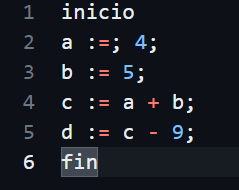 1 inicio
2 a :=; 4;
3 b := 5;
4 c := a + b;
5 d := c - 9;
6 fin